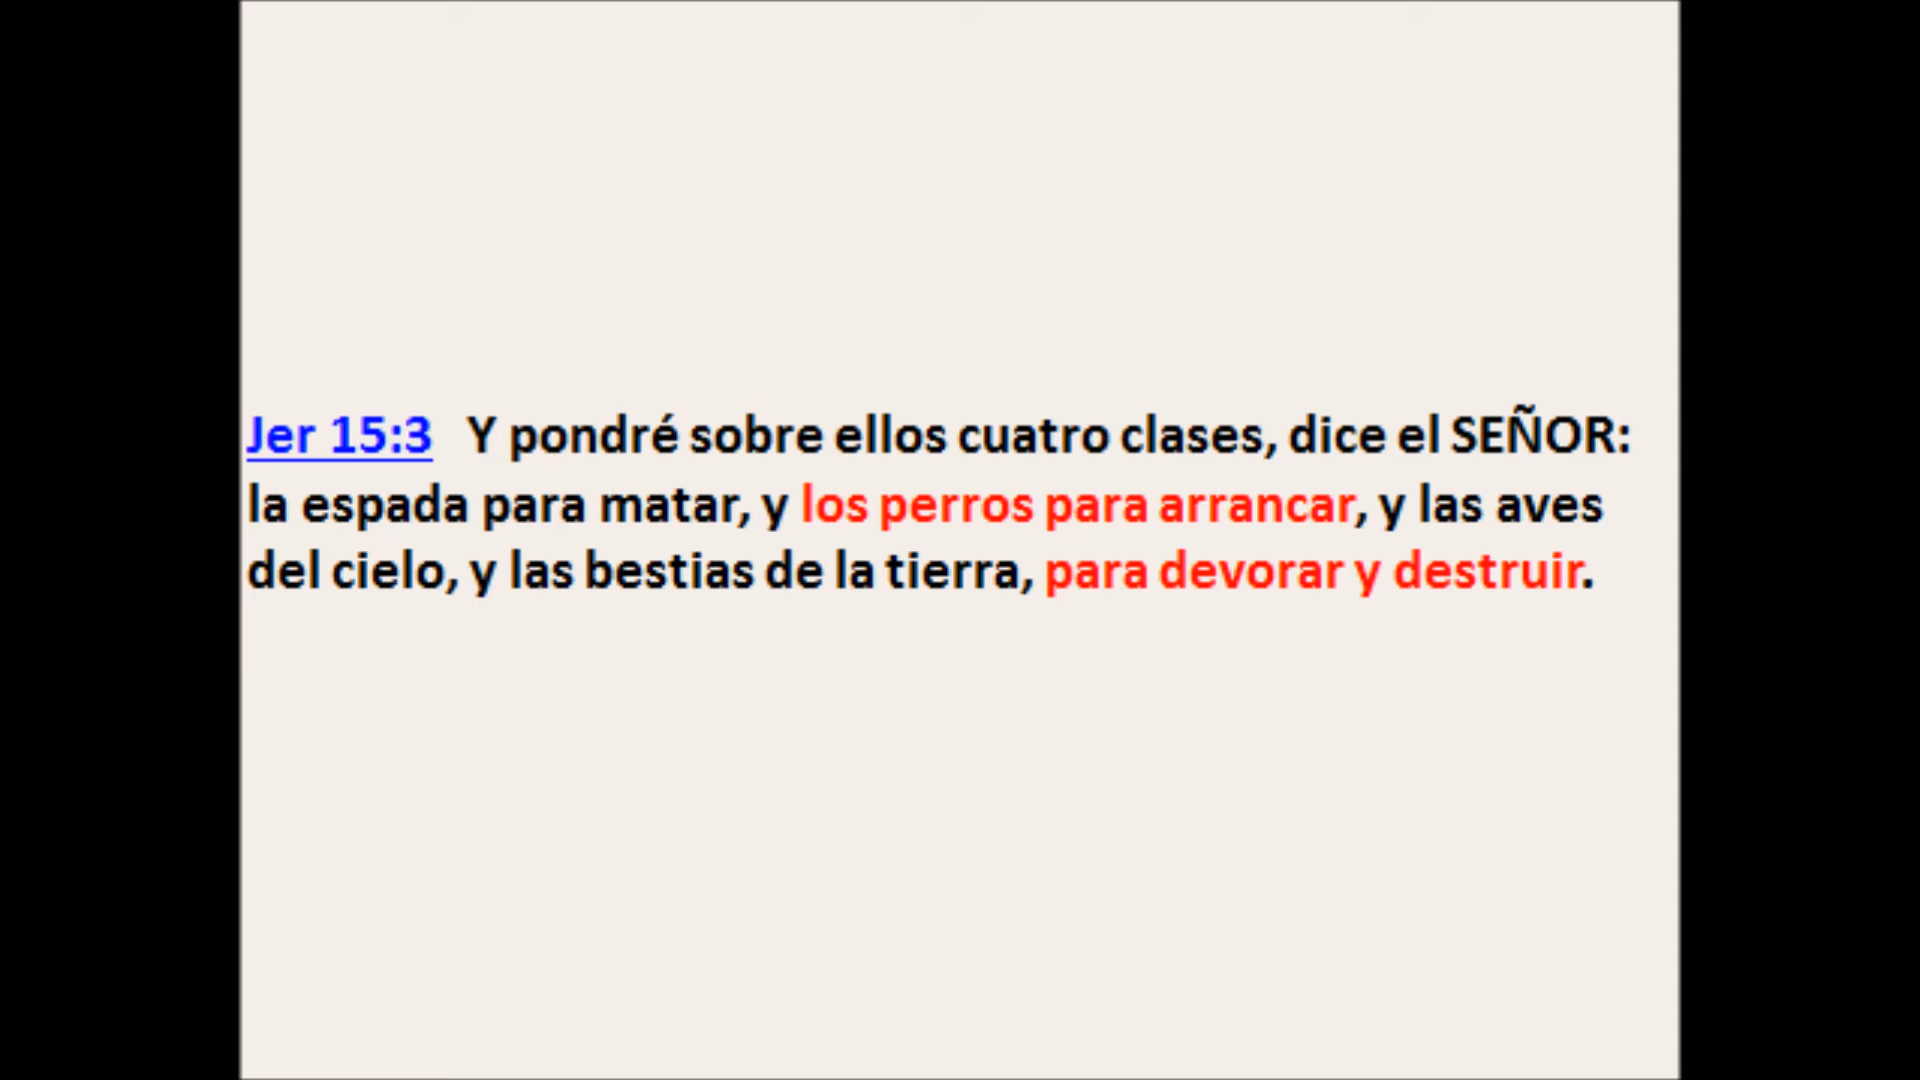 Jer 15:3 Y pondré sobre ellos cuatro clases, dice el SEÑOR:
la espada para matar, y los perros para arrancar, y las aves
del cielo, y las bestias de la tierra, para devorar y destruir.